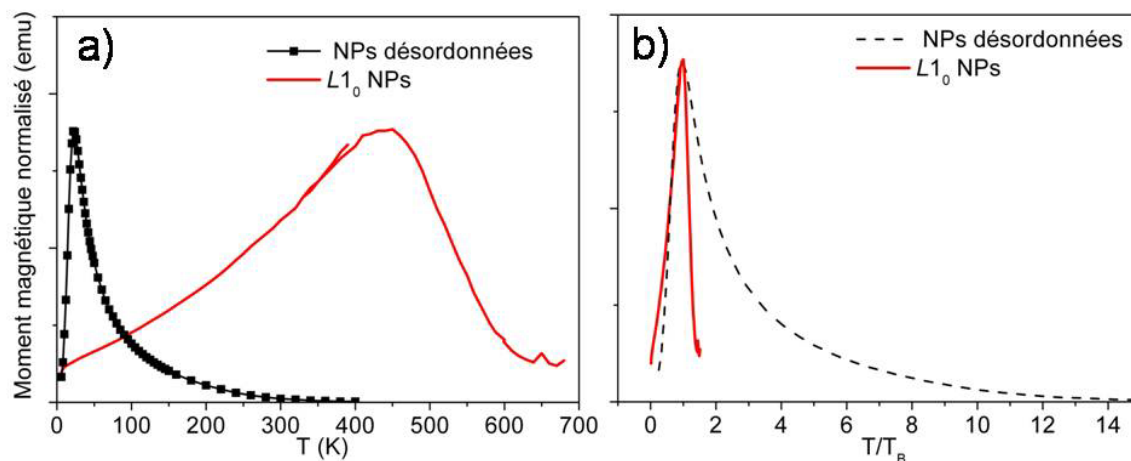 a)
NPs désordonnées
L1₀ NPs
Moment magnétique normalisé (emu)
0 100 200 300 400 500 600 700
T (K)
b)
NPs désordonnées
L1₀ NPs
0 2 4 6 8 10 12 14
T/T_B